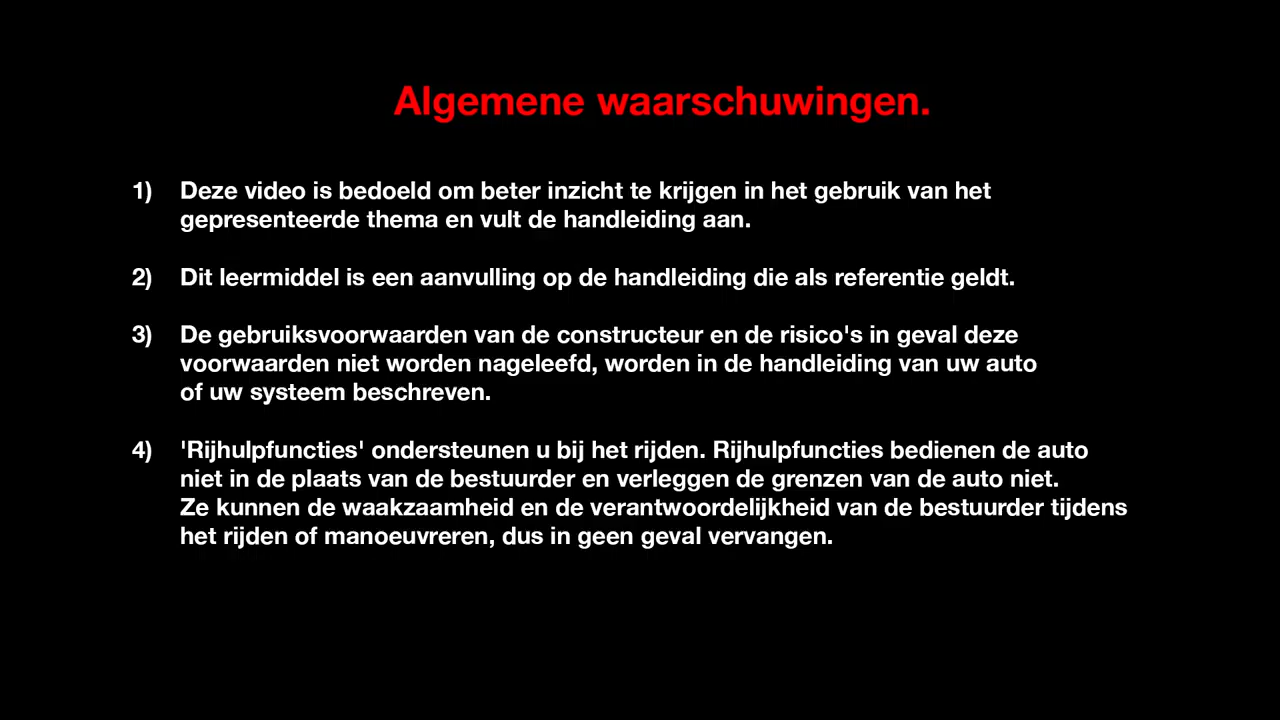 Algemene waarschuwingen.
1) Deze video is bedoeld om beter inzicht te krijgen in het gebruik van het
gepresenteerde thema en vult de handleiding aan.
2) Dit leermiddel is een aanvulling op de handleiding die als referentie geldt.
3) De gebruiksvoorwaarden van de constructeur en de risico's in geval deze
voorwaarden niet worden nageleefd, worden in de handleiding van uw auto
of uw systeem beschreven.
4) 'Rijhulpfuncties' ondersteunen u bij het rijden. Rijhulpfuncties bedienen de auto
niet in de plaats van de bestuurder en verleggen de grenzen van de auto niet.
Ze kunnen de waakzaamheid en de verantwoordelijkheid van de bestuurder tijdens
het rijden of manoeuvreren, dus in geen geval vervangen.